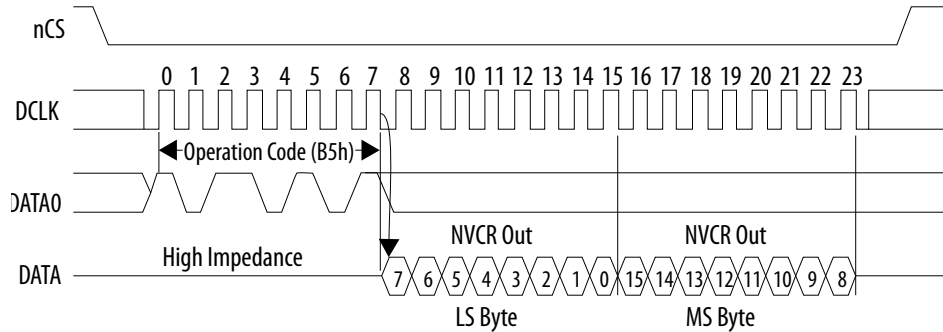 nCS
0 1 2 3 4 5 6 7 8 9 10 11 12 13 14 15 16 17 18 19 20 21 22 23
DCLK
Operation Code (B5h)
DATA0
NVCR Out NVCR Out
High Impedance
DATA 7 6 5 4 3 2 1 0 15 14 13 12 11 10 9 8
LS Byte MS Byte